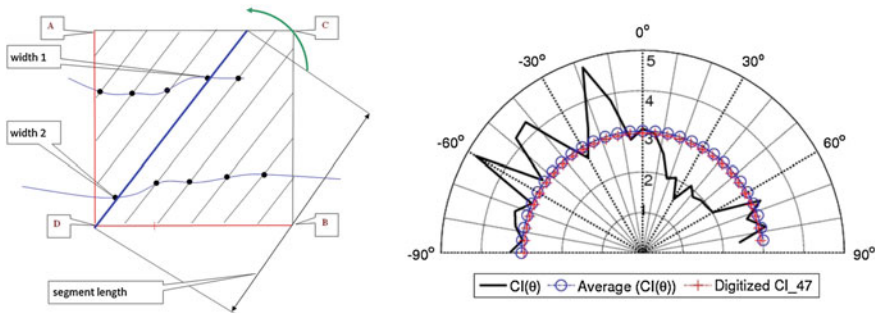 A
C
width 1
width 2
D
B
segment length
0°
-30°
30°
-60°
60°
-90°
90°
5
4
3
2
1
CI(θ)
Average (CI(θ))
Digitized CI_47